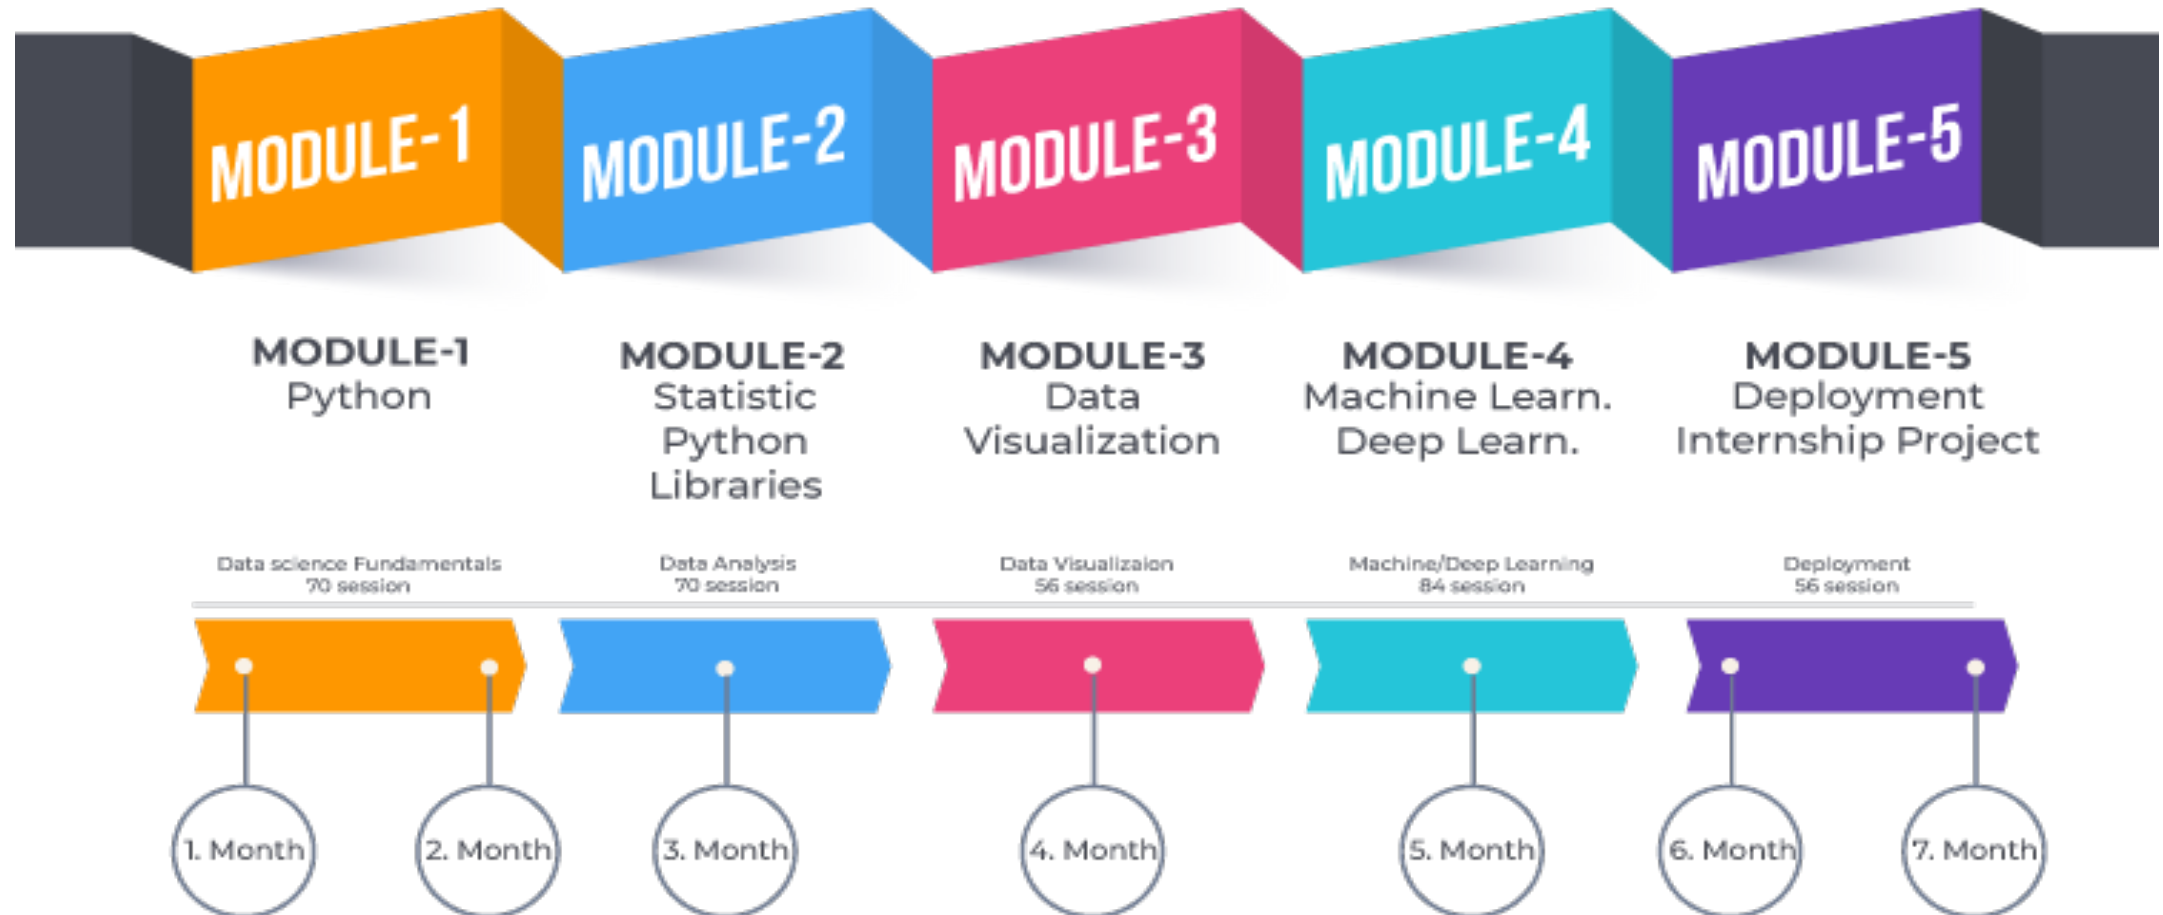 MODULE-1
MODULE-2
MODULE-3
MODULE-4
MODULE-5
MODULE-1
Python
MODULE-2
Statistic
Python
Libraries
MODULE-3
Data
Visualization
MODULE-4
Machine Learn.
Deep Learn.
MODULE-5
Deployment
Internship Project
Data science Fundamentals
70 session
Data Analysis
70 session
Data Visualizaion
56 session
Machine/Deep Learning
84 session
Deployment
56 session
1. Month
2. Month
3. Month
4. Month
5. Month
6. Month
7. Month